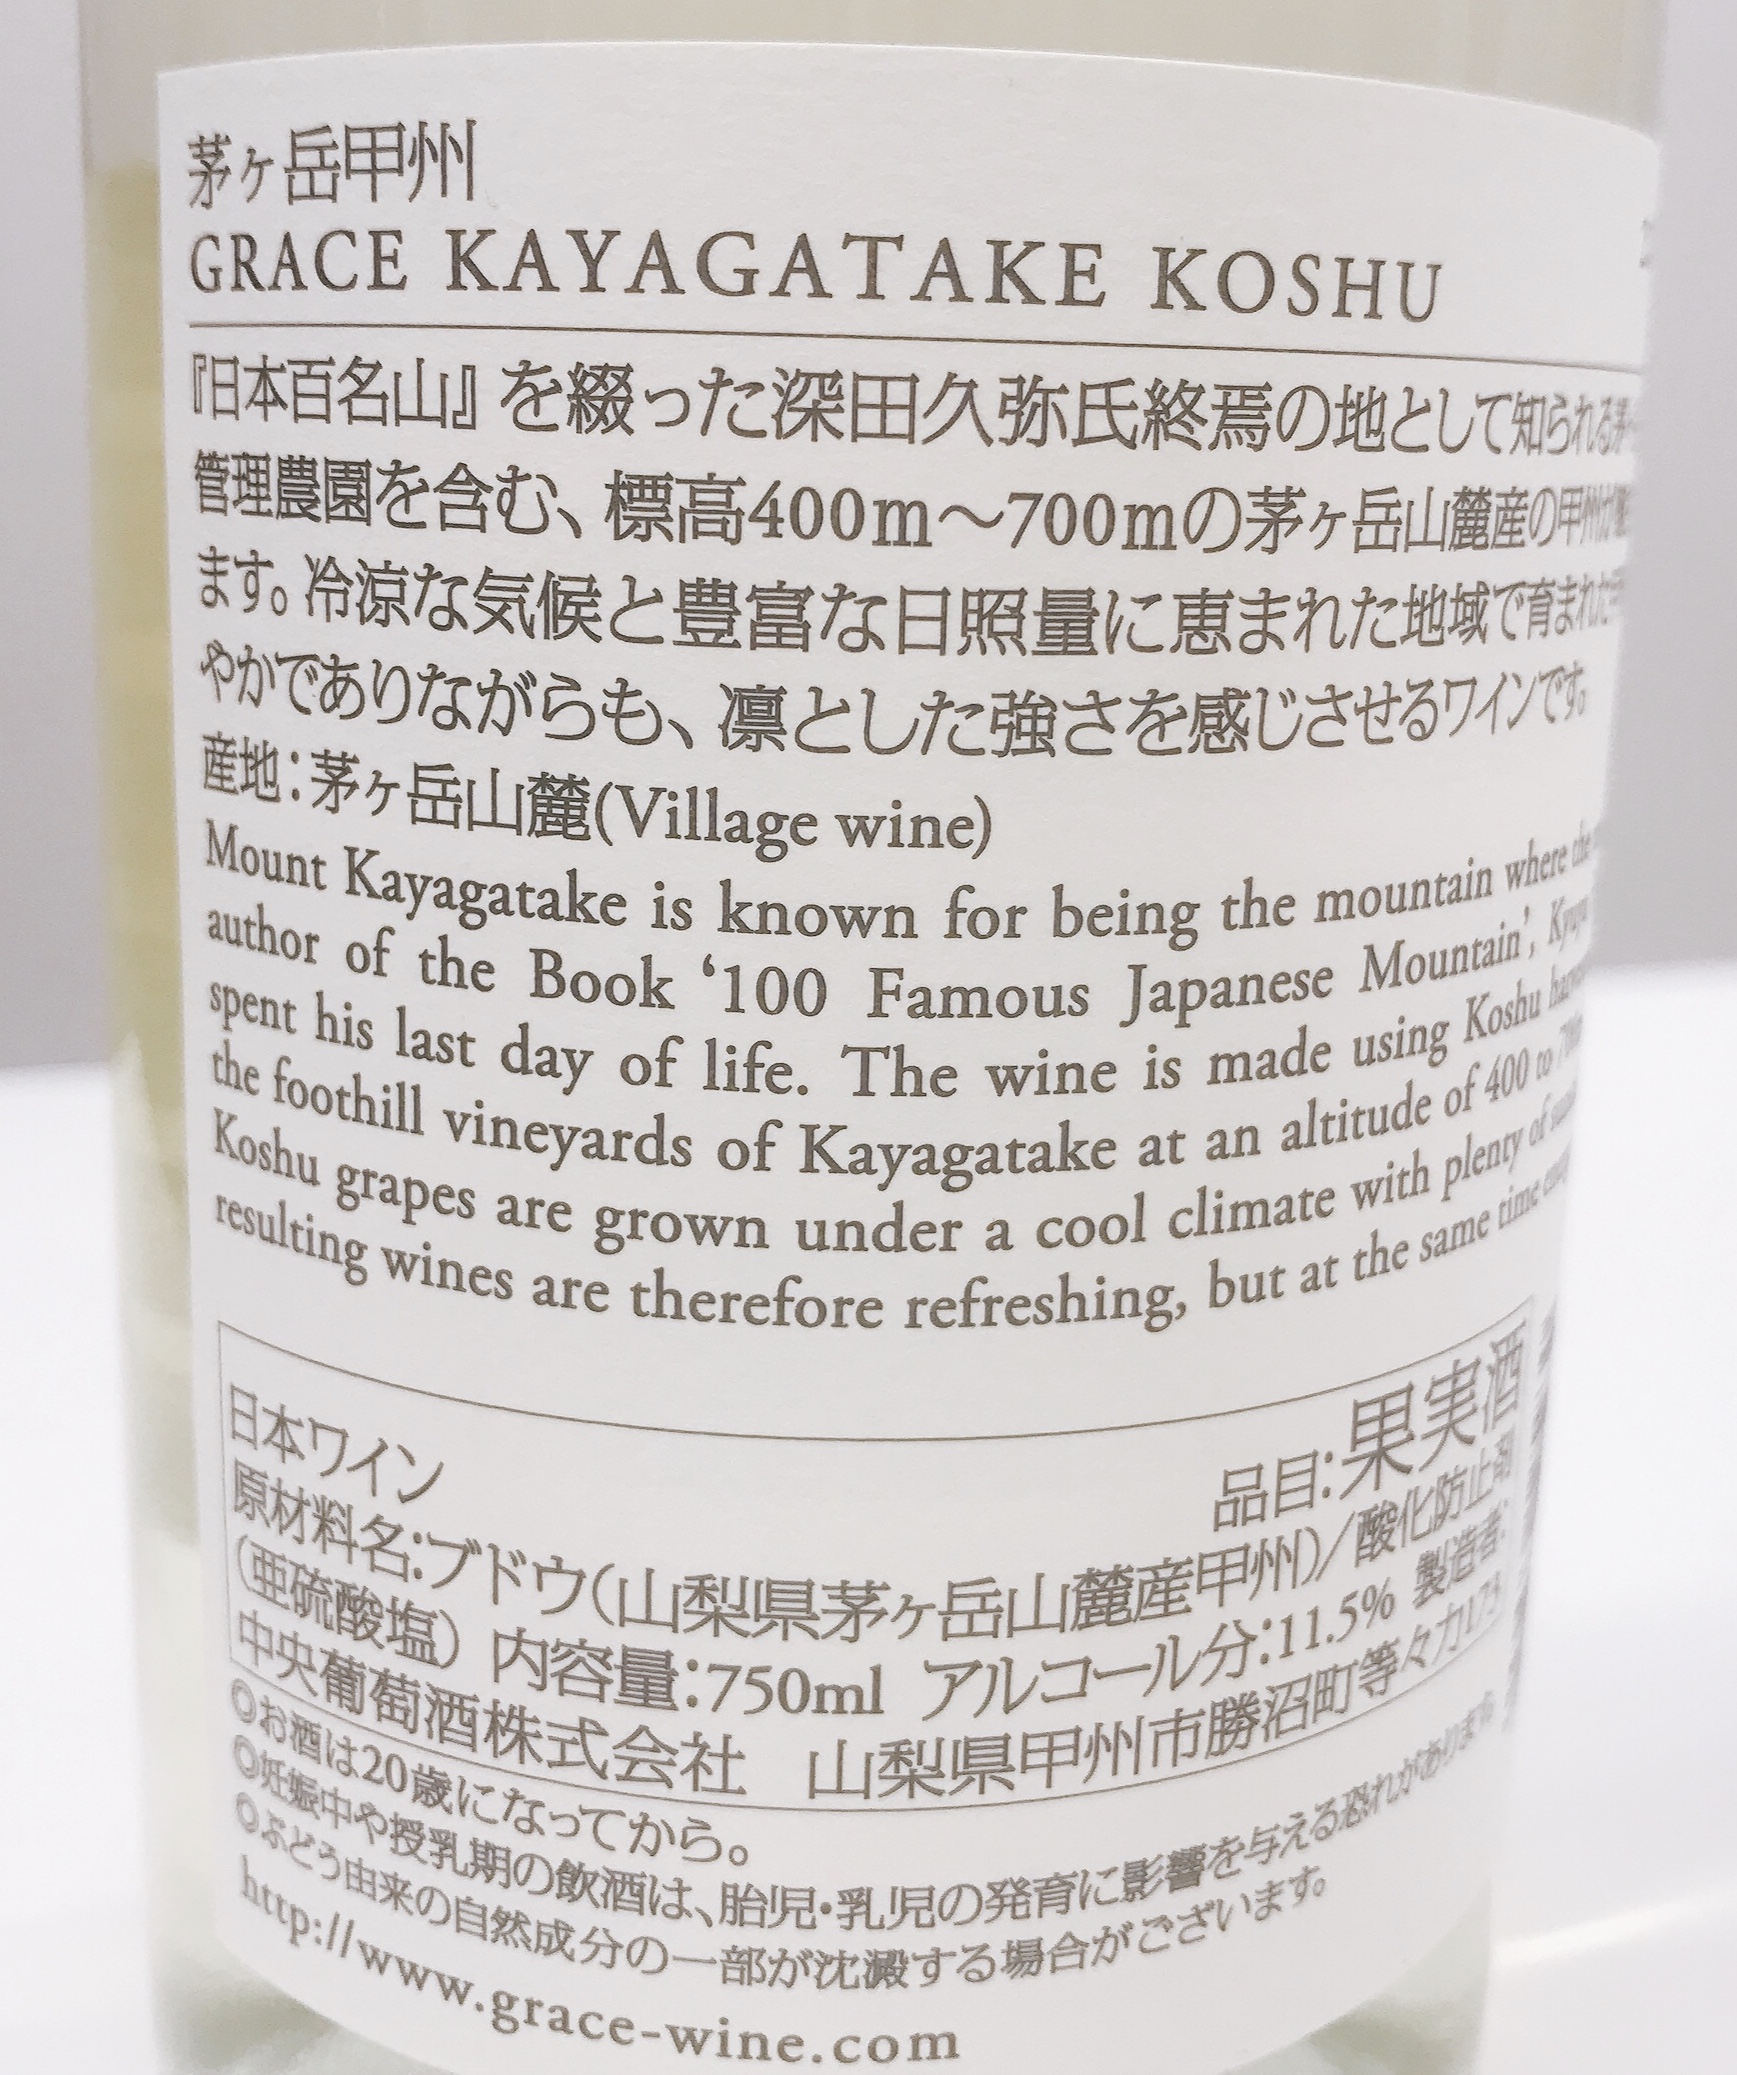 茅ヶ岳甲州
GRACE KAYAGATAKE KOSHU
『日本百名山』を綴った深田久弥氏終焉の地として知られる茅
管理農園を含む、標高400m〜700mの茅ヶ岳山麓産の甲州
ます。冷涼な気候と豊富な日照量に恵まれた地域で育まれた
やかでありながらも、凛とした強さを感じさせるワインです。
産地:茅ヶ岳山麓(Village wine)
Mount Kayagatake is known for being the mountain where the
author of the Book ‘100 Famous Japanese Mountain’,
spent his last day of life. The wine is made using Koshu
the foothill vineyards of Kayagatake at an altitude of 400 to
Koshu grapes are grown under a cool climate with plenty of
resulting wines are therefore refreshing, but at the same time
日本ワイン 品目:果実酒
原材料名:ブドウ(山梨県茅ヶ岳山麓産甲州)/酸化防止剤
(亜硫酸塩) 内容量:750ml アルコール分:11.5% 製造者:
中央葡萄酒株式会社 山梨県甲州市勝沼町等々力173
◎お酒は20歳になってから。
◎妊娠中や授乳期の飲酒は、胎児・乳児の発育に影響を与える恐れがあります
◎ぶどう由来の自然成分の一部が沈澱する場合がございます。
http://www.grace-wine.com